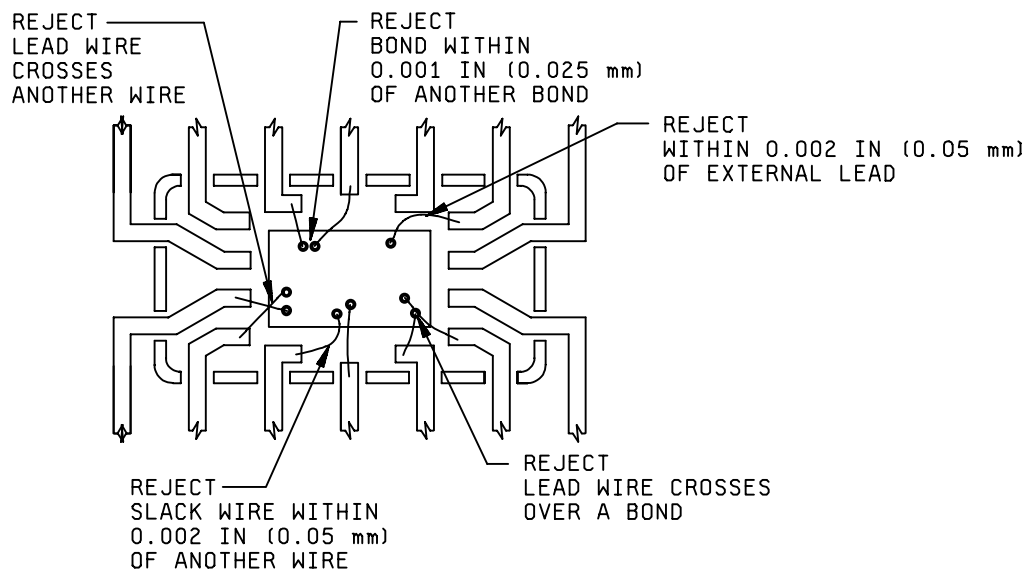 REJECT
LEAD WIRE
CROSSES
ANOTHER WIRE
REJECT
BOND WITHIN
0.001 IN (0.025 mm)
OF ANOTHER BOND
REJECT
WITHIN 0.002 IN (0.05 mm)
OF EXTERNAL LEAD
REJECT
SLACK WIRE WITHIN
0.002 IN (0.05 mm)
OF ANOTHER WIRE
REJECT
LEAD WIRE CROSSES
OVER A BOND